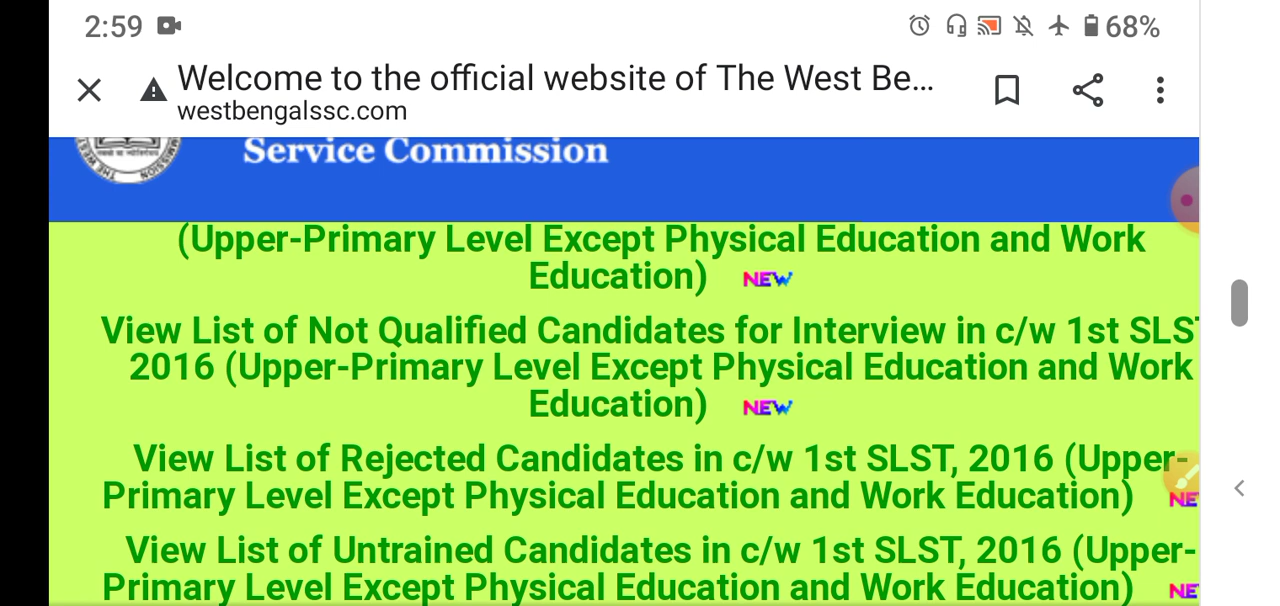 2:59 68%
Welcome to the official website of The West Be...
westbengalssc.com
Service Commission
(Upper-Primary Level Except Physical Education and Work
Education) NEW
View List of Not Qualified Candidates for Interview in c/w 1st SLS
2016 (Upper-Primary Level Except Physical Education and Work
Education) NEW
View List of Rejected Candidates in c/w 1st SLST, 2016 (Upper-
Primary Level Except Physical Education and Work Education) NE
View List of Untrained Candidates in c/w 1st SLST, 2016 (Upper-
Primary Level Except Physical Education and Work Education) NE